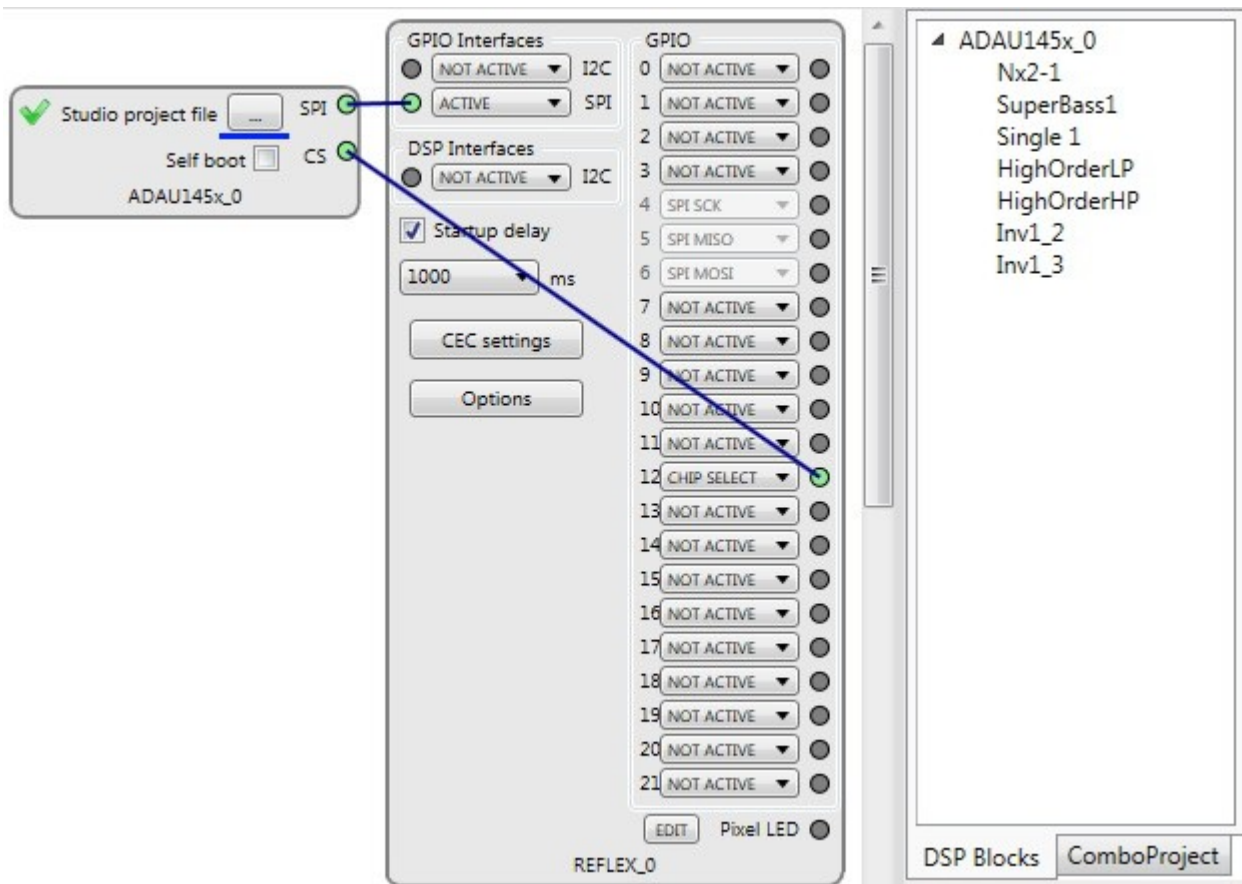 Studio project file ... SPI
Self boot CS
ADAU145x_0
GPIO Interfaces
NOT ACTIVE I2C
ACTIVE SPI
DSP Interfaces
NOT ACTIVE I2C
Startup delay
1000 ms
CEC settings
Options
GPIO
0 NOT ACTIVE
1 NOT ACTIVE
2 NOT ACTIVE
3 NOT ACTIVE
4 SPI SCK
5 SPI MISO
6 SPI MOSI
7 NOT ACTIVE
8 NOT ACTIVE
9 NOT ACTIVE
10 NOT ACTIVE
11 NOT ACTIVE
12 CHIP SELECT
13 NOT ACTIVE
14 NOT ACTIVE
15 NOT ACTIVE
16 NOT ACTIVE
17 NOT ACTIVE
18 NOT ACTIVE
19 NOT ACTIVE
20 NOT ACTIVE
21 NOT ACTIVE
EDIT Pixel LED
REFLEX_0
ADAU145x_0
Nx2-1
SuperBass1
Single 1
HighOrderLP
HighOrderHP
Inv1_2
Inv1_3
DSP Blocks ComboProject